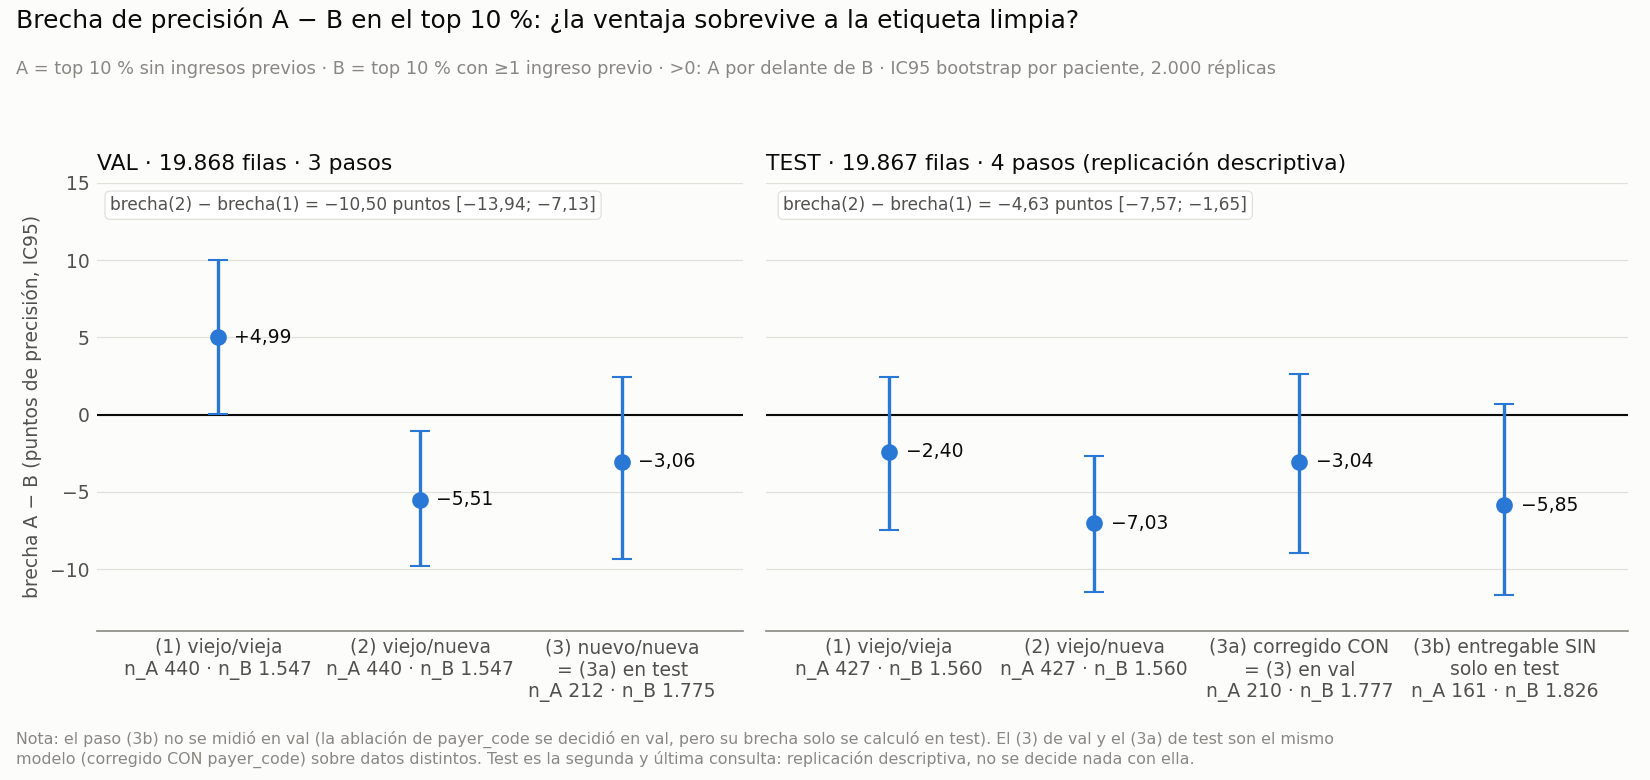 Brecha de precisión A − B en el top 10 %: ¿la ventaja sobrevive a la etiqueta limpia?
A = top 10 % sin ingresos previos · B = top 10 % con ≥1 ingreso previo · >0: A por delante de B · IC95 bootstrap por paciente, 2.000 réplicas
VAL · 19.868 filas · 3 pasos
brecha(2) − brecha(1) = −10,50 puntos [−13,94; −7,13]
brecha A − B (puntos de precisión, IC95)
15
10
5
0
−5
−10
+4,99
−5,51
−3,06
(1) viejo/vieja
n_A 440 · n_B 1.547
(2) viejo/nueva
n_A 440 · n_B 1.547
(3) nuevo/nueva
= (3a) en test
n_A 212 · n_B 1.775
TEST · 19.867 filas · 4 pasos (replicación descriptiva)
brecha(2) − brecha(1) = −4,63 puntos [−7,57; −1,65]
−2,40
−7,03
−3,04
−5,85
(1) viejo/vieja
n_A 427 · n_B 1.560
(2) viejo/nueva
n_A 427 · n_B 1.560
(3a) corregido CON
= (3) en val
n_A 210 · n_B 1.777
(3b) entregable SIN
solo en test
n_A 161 · n_B 1.826
Nota: el paso (3b) no se midió en val (la ablación de payer_code se decidió en val, pero su brecha solo se calculó en test). El (3) de val y el (3a) de test son el mismo
modelo (corregido CON payer_code) sobre datos distintos. Test es la segunda y última consulta: replicación descriptiva, no se decide nada con ella.